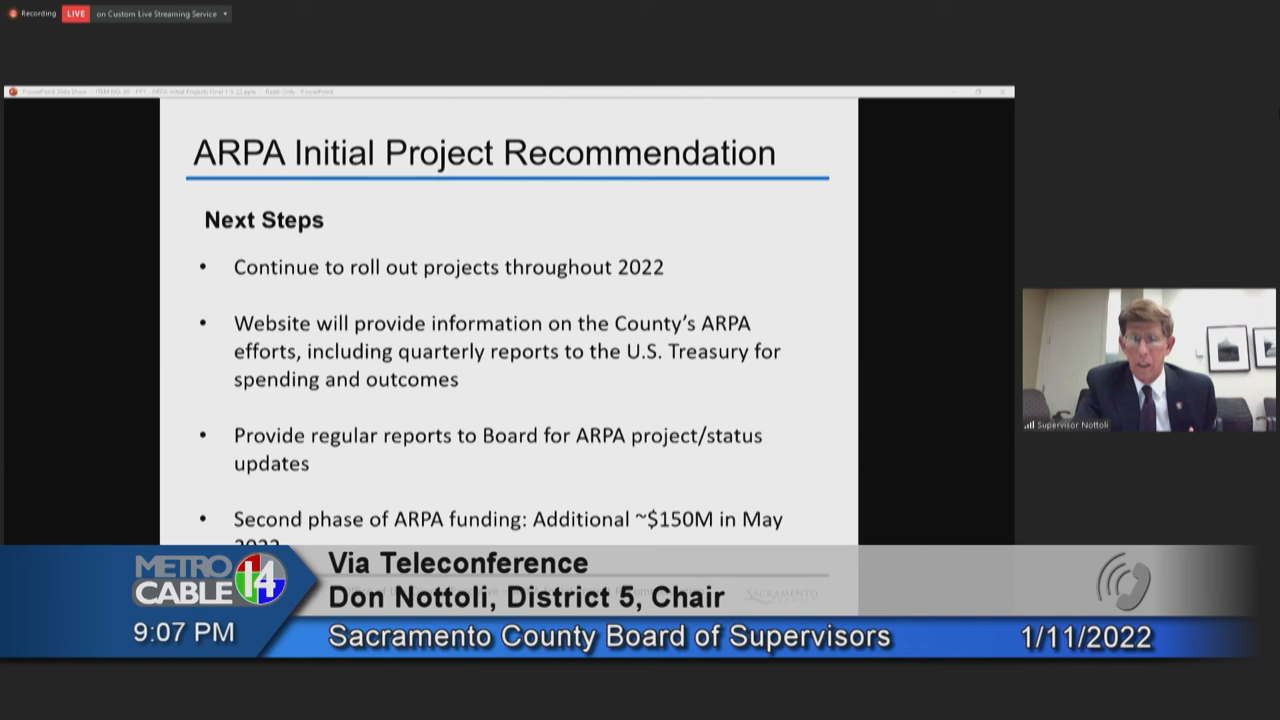 Recording LIVE on Custom Live Streaming Service
ARPA Initial Project Recommendation
Next Steps
• Continue to roll out projects throughout 2022
• Website will provide information on the County's ARPA
efforts, including quarterly reports to the U.S. Treasury for
spending and outcomes
• Provide regular reports to Board for ARPA project/status
updates
• Second phase of ARPA funding: Additional ~$150M in May
Supervisor Nottoli
METRO
CABLE 14
9:07 PM
Via Teleconference
Don Nottoli, District 5, Chair
SACRAMENTO
Sacramento County Board of Supervisors 1/11/2022